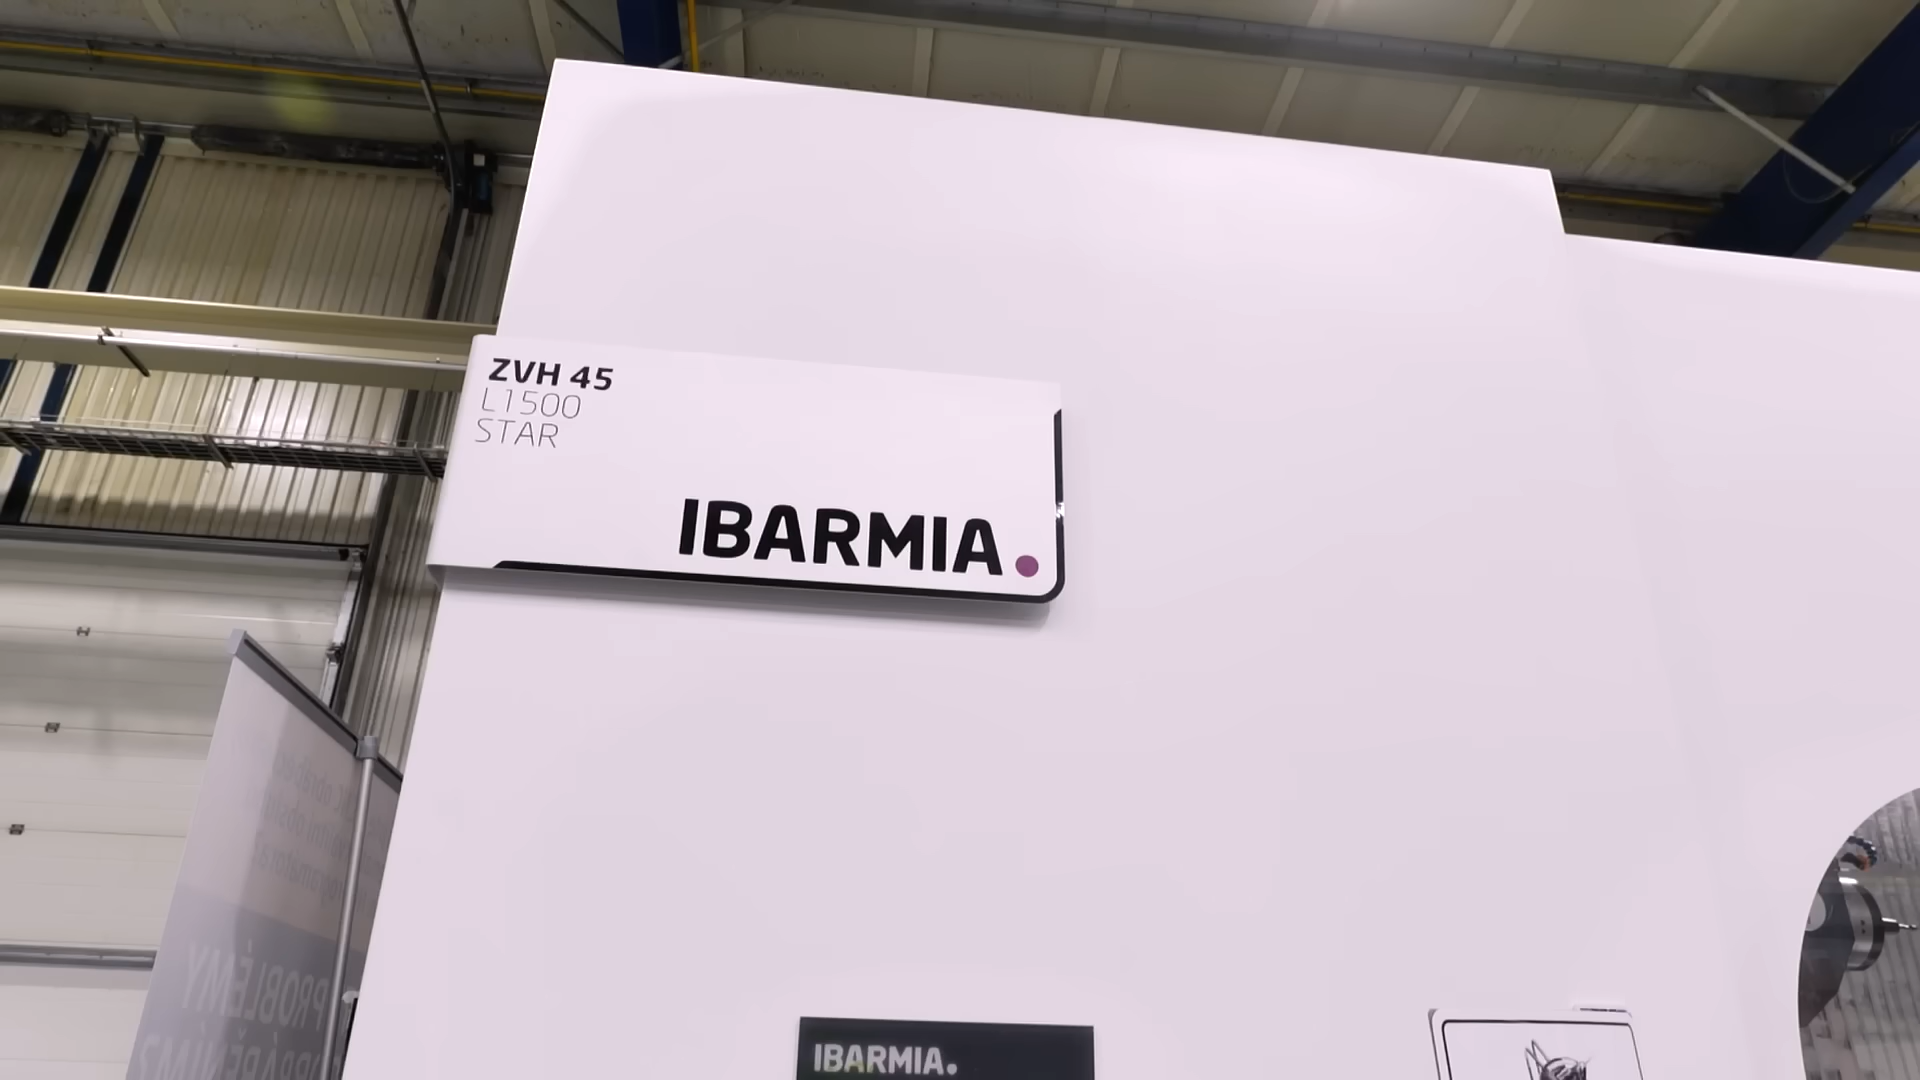 ZVH 45
L1500
STAR
IBARMIA.
IBARMIA.
PROBLÉMY